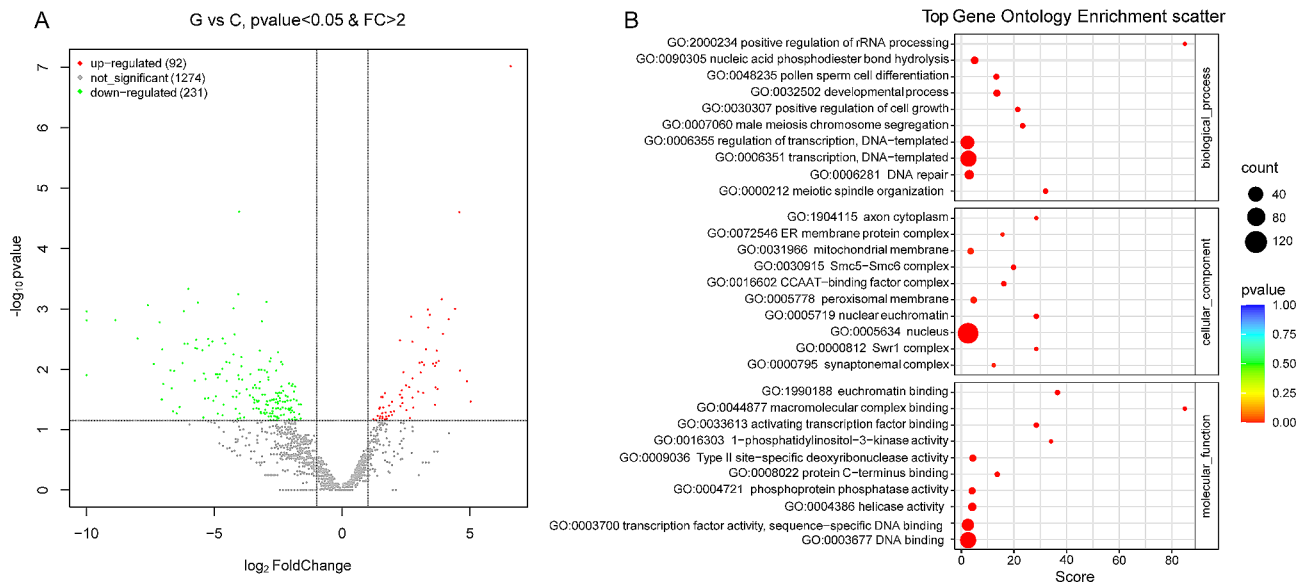 A
G vs C, pvalue<0.05 & FC>2
up-regulated (92)
not_significant (1274)
down-regulated (231)
7
6
5
4
3
2
1
0
-log10 pvalue
−10
−5
0
5
log2 FoldChange
B
Top Gene Ontology Enrichment scatter
GO:2000234 positive regulation of rRNA processing
GO:0090305 nucleic acid phosphodiester bond hydrolysis
GO:0048235 pollen sperm cell differentiation
GO:0032502 developmental process
GO:0030307 positive regulation of cell growth
GO:0007060 male meiosis chromosome segregation
GO:0006355 regulation of transcription, DNA-templated
GO:0006351 transcription, DNA-templated
GO:0006281 DNA repair
GO:0000212 meiotic spindle organization
biological_process
GO:1904115 axon cytoplasm
GO:0072546 ER membrane protein complex
GO:0031966 mitochondrial membrane
GO:0030915 Smc5-Smc6 complex
GO:0016602 CCAAT-binding factor complex
GO:0005778 peroxisomal membrane
GO:0005719 nuclear euchromatin
GO:0005634 nucleus
GO:0000812 Swr1 complex
GO:0000795 synaptonemal complex
cellular_component
GO:1990188 euchromatin binding
GO:0044877 macromolecular complex binding
GO:0033613 activating transcription factor binding
GO:0016303 1-phosphatidylinositol-3-kinase activity
GO:0009036 Type II site-specific deoxyribonuclease activity
GO:0008022 protein C-terminus binding
GO:0004721 phosphoprotein phosphatase activity
GO:0004386 helicase activity
GO:0003700 transcription factor activity, sequence-specific DNA binding
GO:0003677 DNA binding
molecular_function
0
20
40
60
80
Score
count
40
80
120
pvalue
1.00
0.75
0.50
0.25
0.00